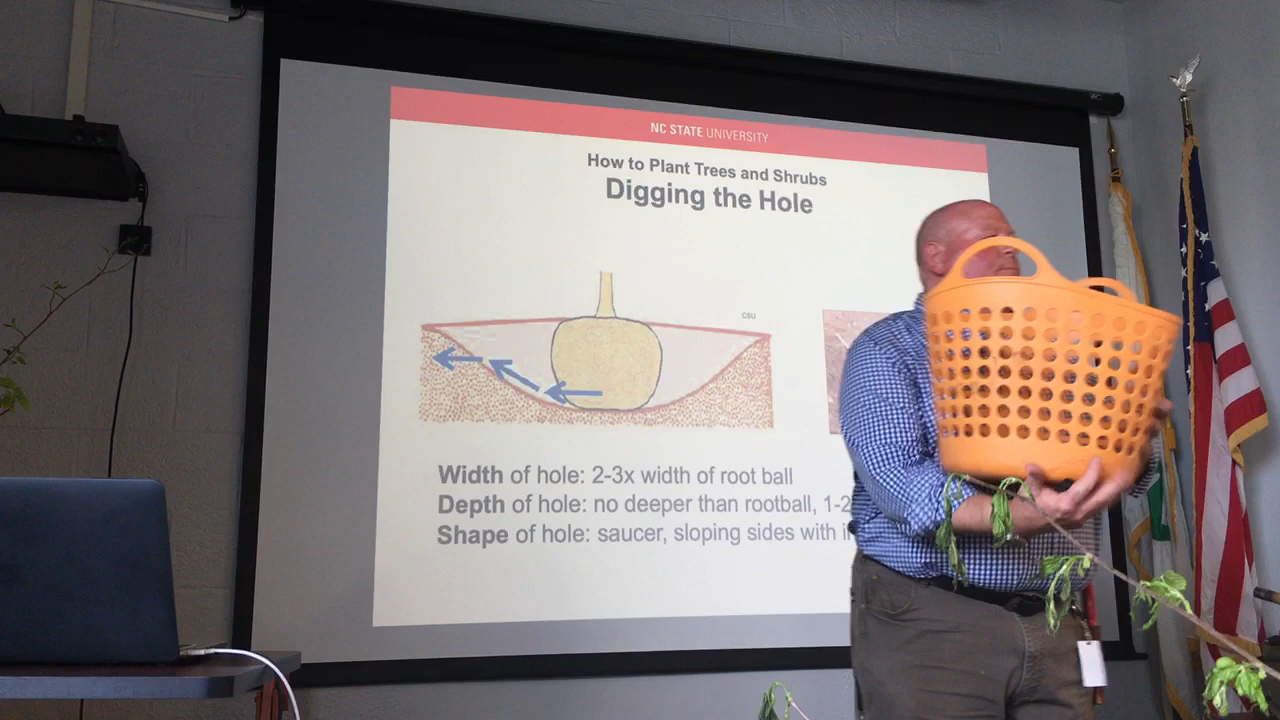 NC STATE UNIVERSITY
How to Plant Trees and Shrubs
Digging the Hole
CSU
Width of hole: 2-3x width of root ball
Depth of hole: no deeper than rootball, 1-2
Shape of hole: saucer, sloping sides with